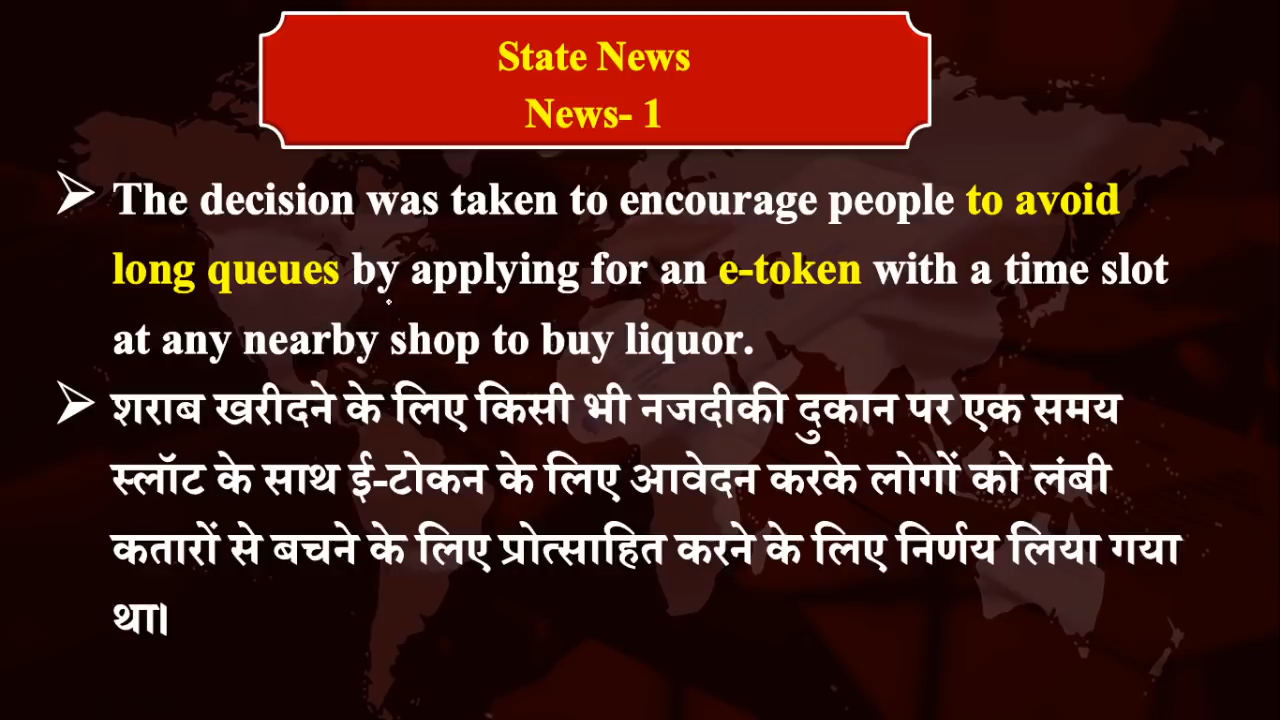 State News
News- 1
➢ The decision was taken to encourage people to avoid
long queues by applying for an e-token with a time slot
at any nearby shop to buy liquor.
➢ शराब खरीदने के लिए किसी भी नजदीकी दुकान पर एक समय
स्लॉट के साथ ई-टोकन के लिए आवेदन करके लोगों को लंबी
कतारों से बचने के लिए प्रोत्साहित करने के लिए निर्णय लिया गया
था।